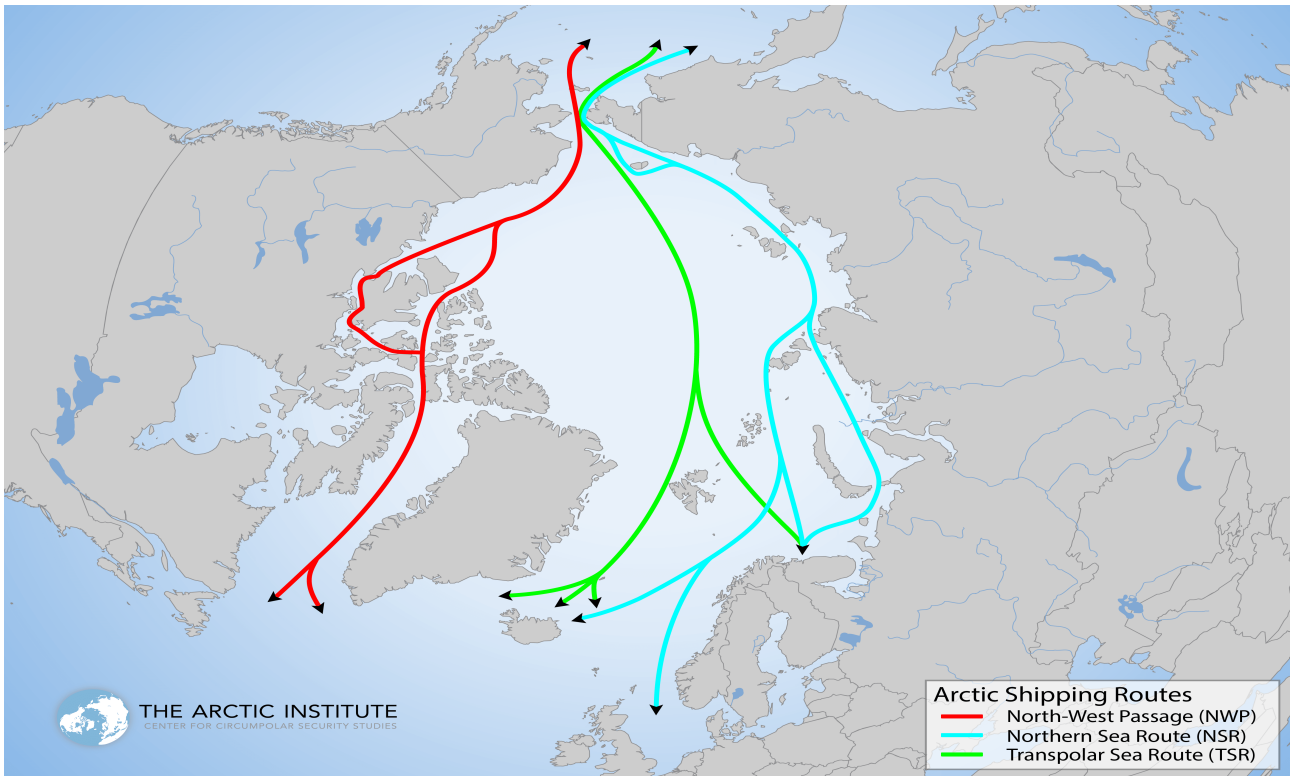 THE ARCTIC INSTITUTE
CENTER FOR CIRCUMPOLAR SECURITY STUDIES
Arctic Shipping Routes
North-West Passage (NWP)
Northern Sea Route (NSR)
Transpolar Sea Route (TSR)